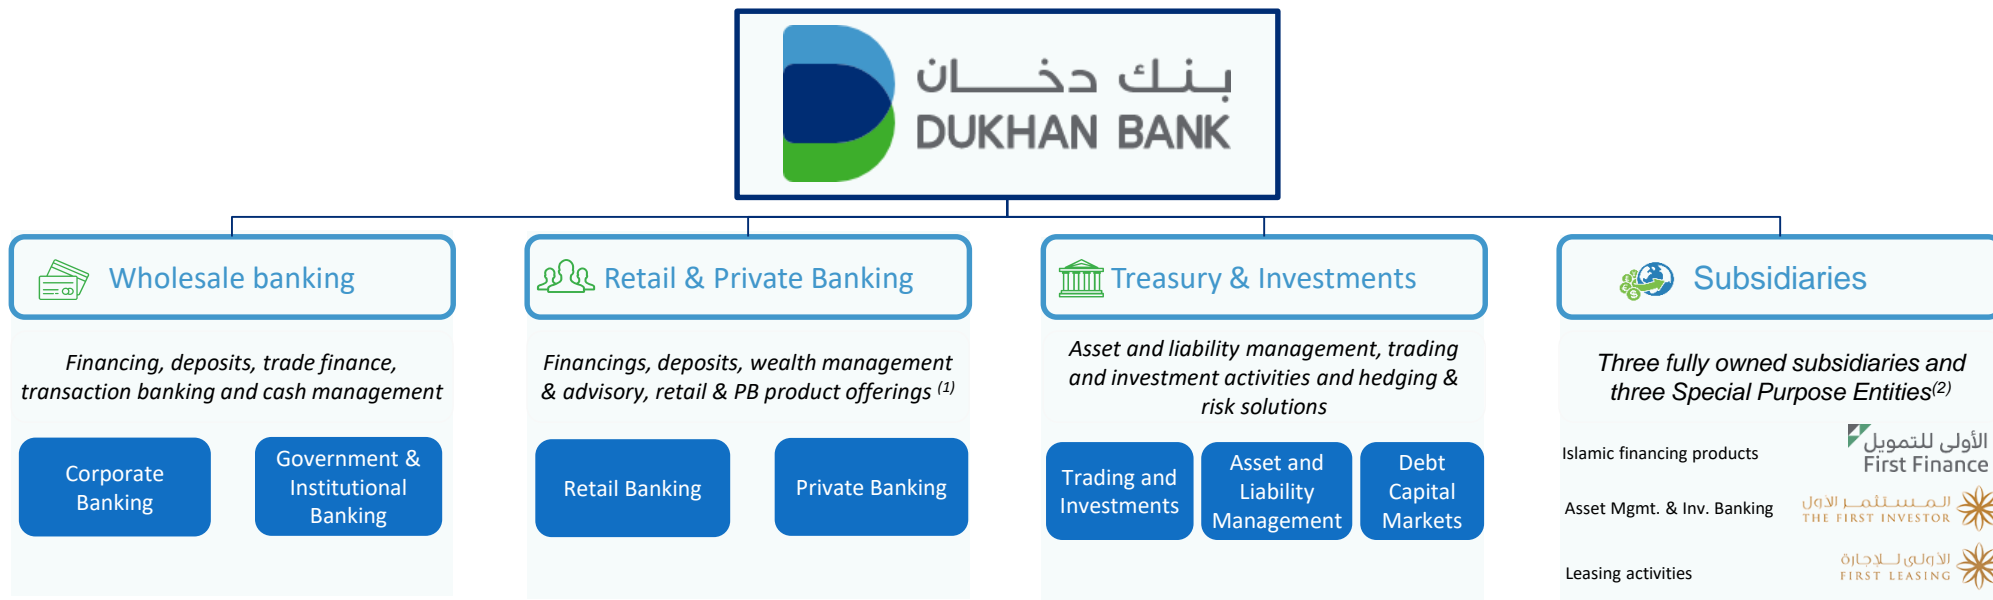 بنك دخان
DUKHAN BANK
Wholesale banking
Financing, deposits, trade finance,
transaction banking and cash management
Corporate
Banking
Government &
Institutional
Banking
Retail & Private Banking
Financings, deposits, wealth management
& advisory, retail & PB product offerings (1)
Retail Banking
Private Banking
Treasury & Investments
Asset and liability management, trading
and investment activities and hedging &
risk solutions
Trading and
Investments
Asset and
Liability
Management
Debt
Capital
Markets
Subsidiaries
Three fully owned subsidiaries and
three Special Purpose Entities(2)
Islamic financing products
الأولى للتمويل
First Finance
Asset Mgmt. & Inv. Banking
المستثمر الأول
THE FIRST INVESTOR
Leasing activities
الأولى للإجارة
FIRST LEASING